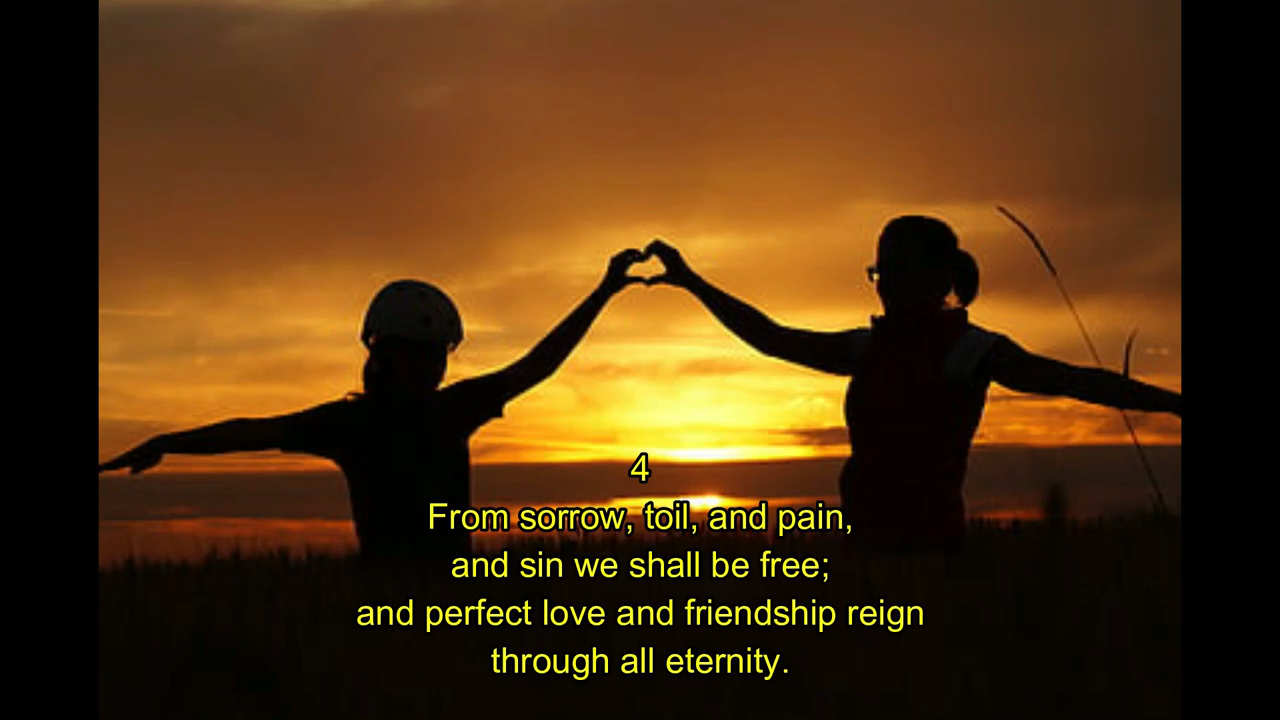 4
From sorrow, toil, and pain,
and sin we shall be free;
and perfect love and friendship reign
through all eternity.